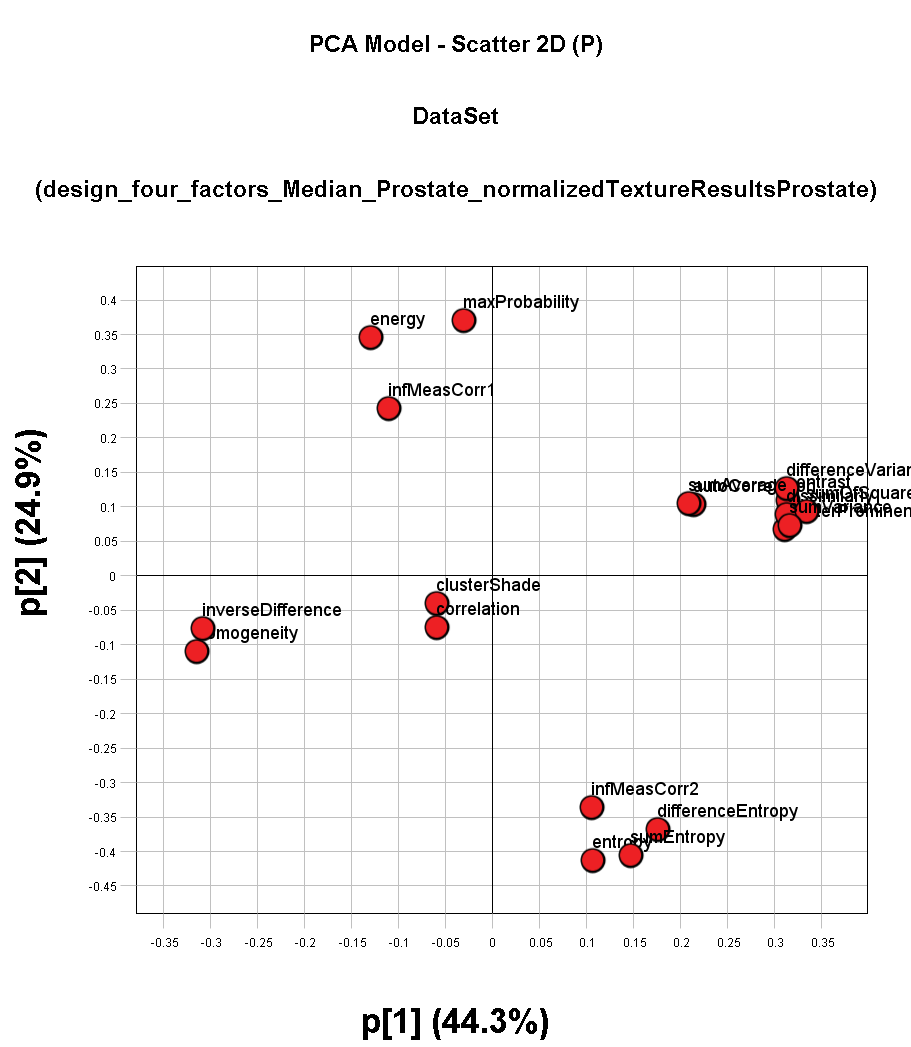 PCA Model - Scatter 2D (P)
DataSet
(design_four_factors_Median_Prostate_normalizedTextureResultsProstate)
p[2] (24.9%)
0.4
0.35
0.3
0.25
0.2
0.15
0.1
0.05
0
-0.05
-0.1
-0.15
-0.2
-0.25
-0.3
-0.35
-0.4
-0.45
maxProbability
energy
infMeasCorr1
differenceVarian
sumAverage
clusterShade
correlation
inverseDifference
omogeneity
infMeasCorr2
differenceEntropy
sumEntropy
entropy
-0.35 -0.3 -0.25 -0.2 -0.15 -0.1 -0.05 0 0.05 0.1 0.15 0.2 0.25 0.3 0.35
p[1] (44.3%)